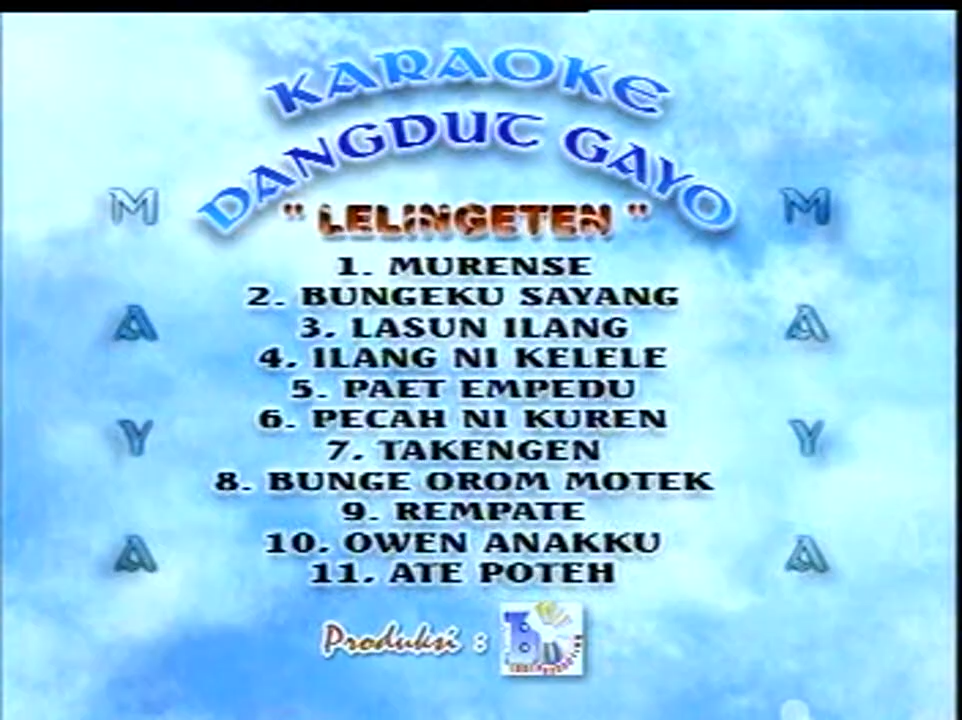 KARAOKE
DANGDUT GAYO
" LELINGETEN "
M A Y A
M A Y A
1. MURENSE
2. BUNGEKU SAYANG
3. LASUN ILANG
4. ILANG NI KELELE
5. PAET EMPEDU
6. PECAH NI KUREN
7. TAKENGEN
8. BUNGE OROM MOTEK
9. REMPATE
10. OWEN ANAKKU
11. ATE POTEH
Produksi :